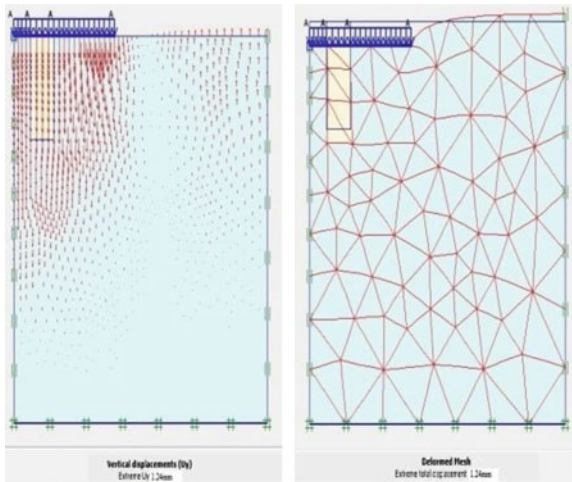 A A A A
A A A A
Vertical displacements (Uy)
Extreme Uy 1.24mm
Deformed Mesh
Extreme total displacement 1.24mm